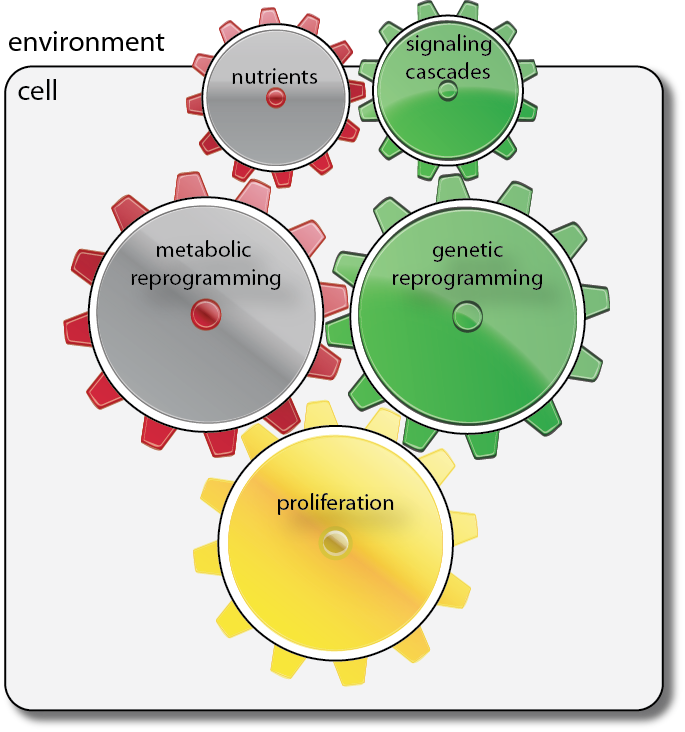 environment
cell
nutrients
signaling
cascades
metabolic
reprogramming
genetic
reprogramming
proliferation